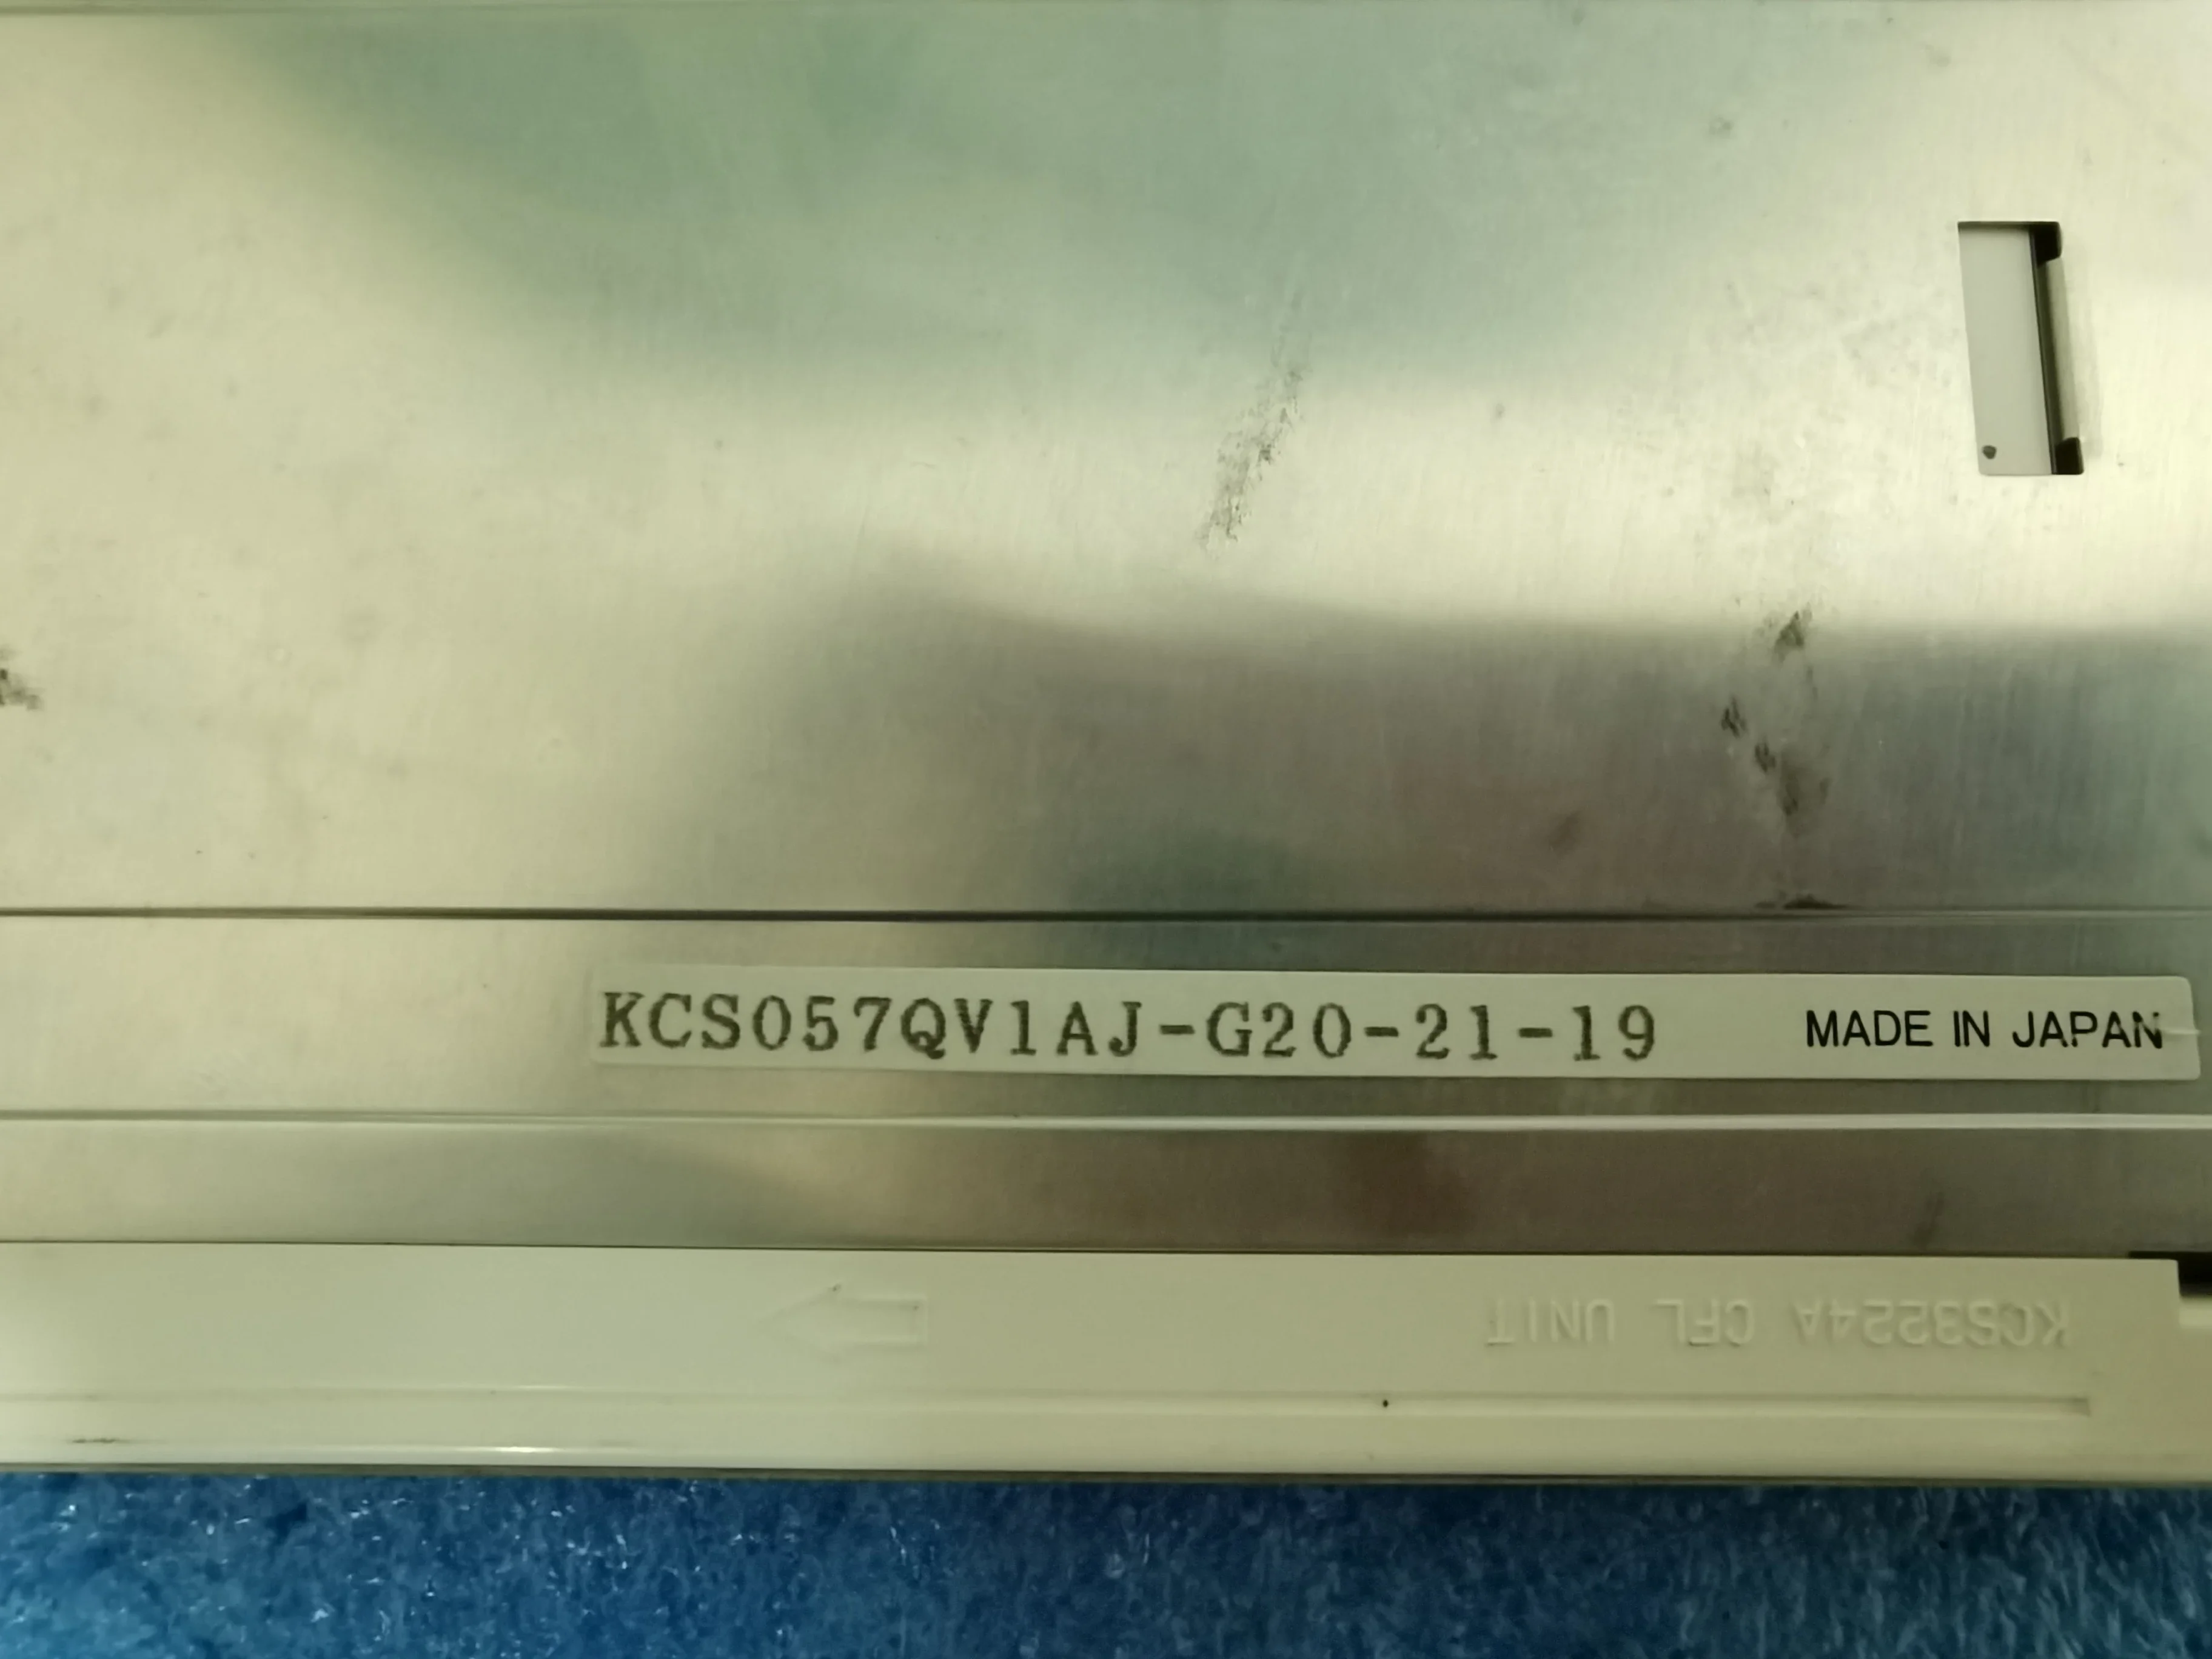 KCS057QV1AJ-G20-21-19 MADE IN JAPAN
KCS3224A CFL UNIT